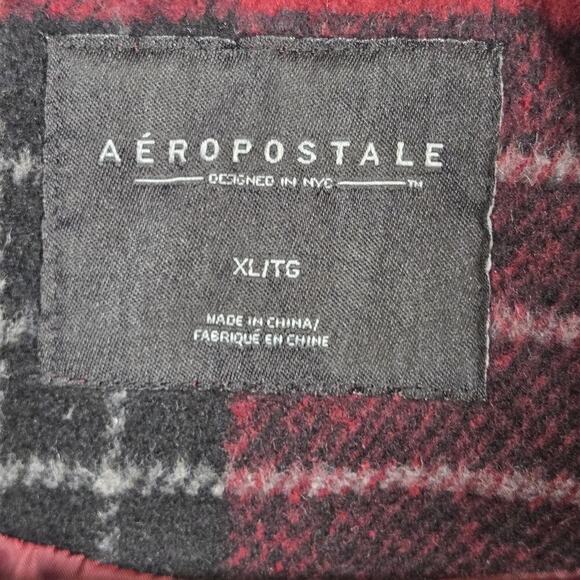 AÉROPOSTALE
DESIGNED IN NYC ™
XL/TG
MADE IN CHINA/
FABRIQUÉ EN CHINE